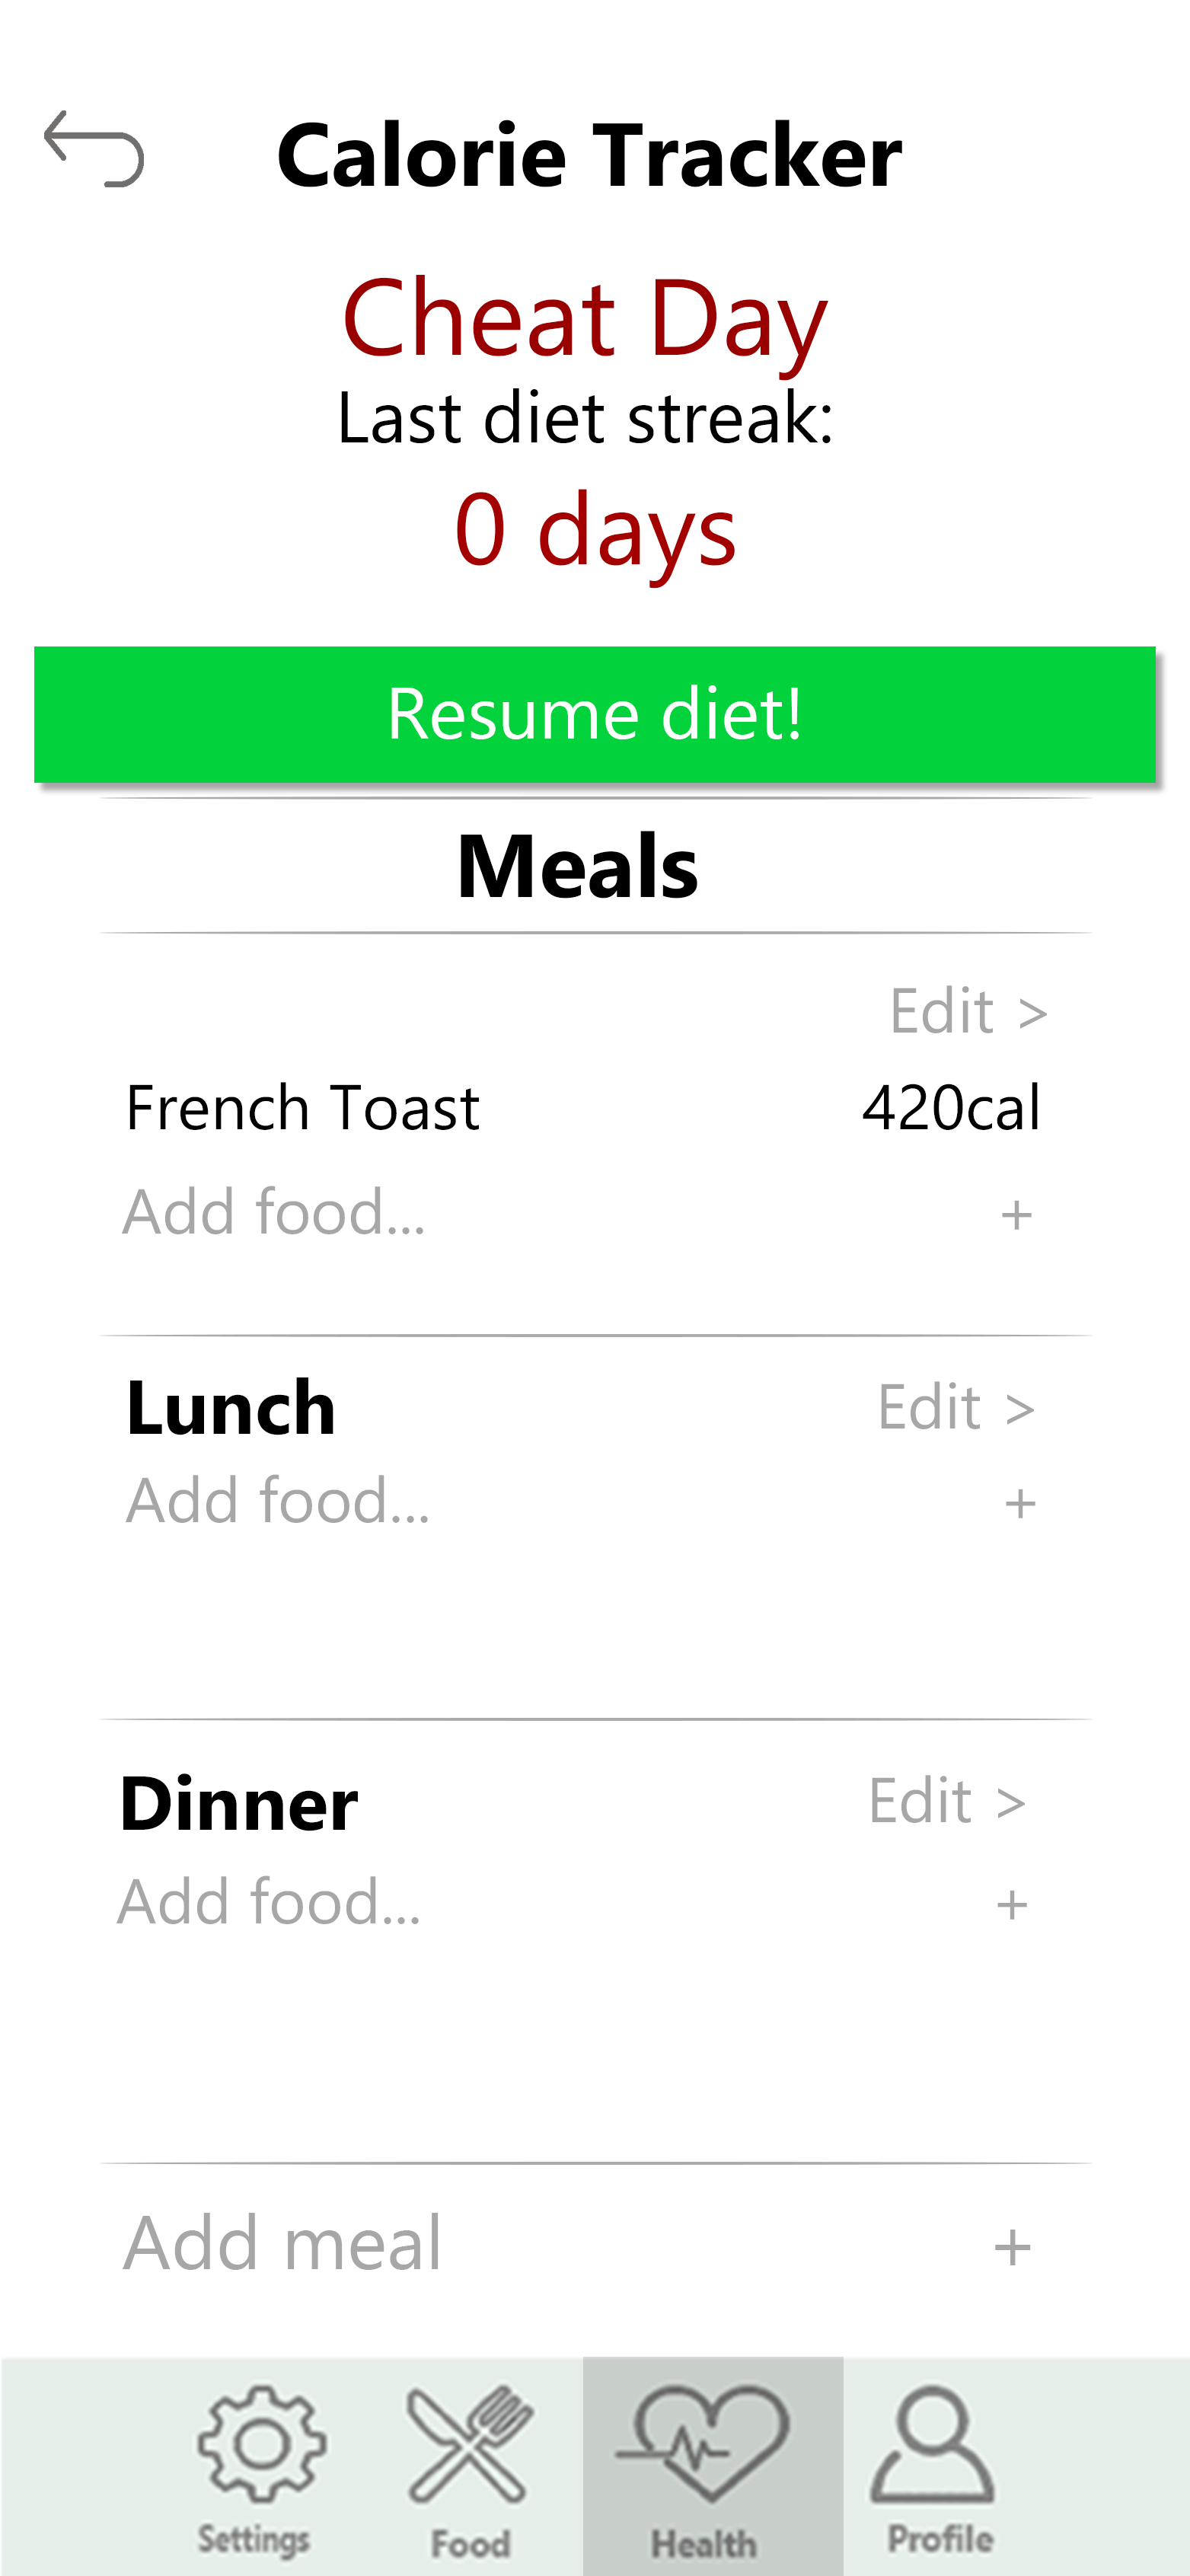 Calorie Tracker
Cheat Day
Last diet streak:
0 days
Resume diet!
Meals
Edit >
French Toast 420cal
Add food... +
Lunch Edit >
Add food... +
Dinner Edit >
Add food... +
Add meal +
Settings Food Health Profile